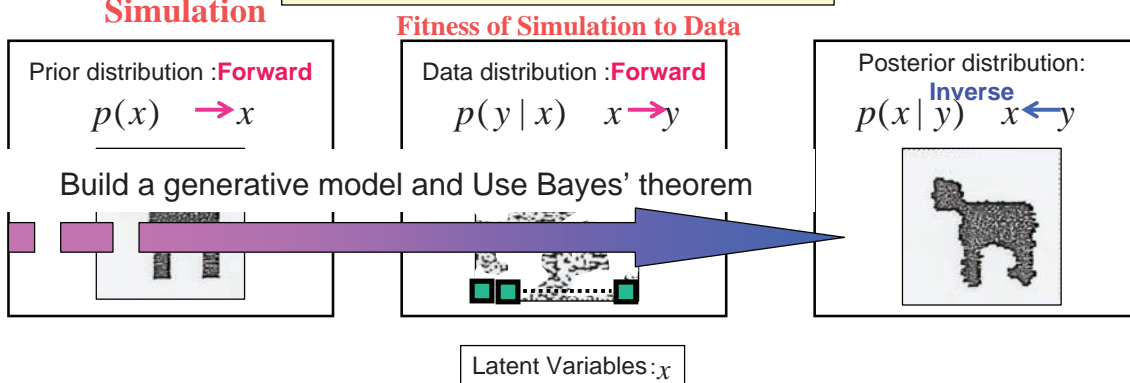 Simulation
Fitness of Simulation to Data
Prior distribution :Forward
p(x) → x
Data distribution :Forward
p(y | x) x → y
Posterior distribution:
Inverse
p(x | y) x ← y
Build a generative model and Use Bayes' theorem
Latent Variables:x